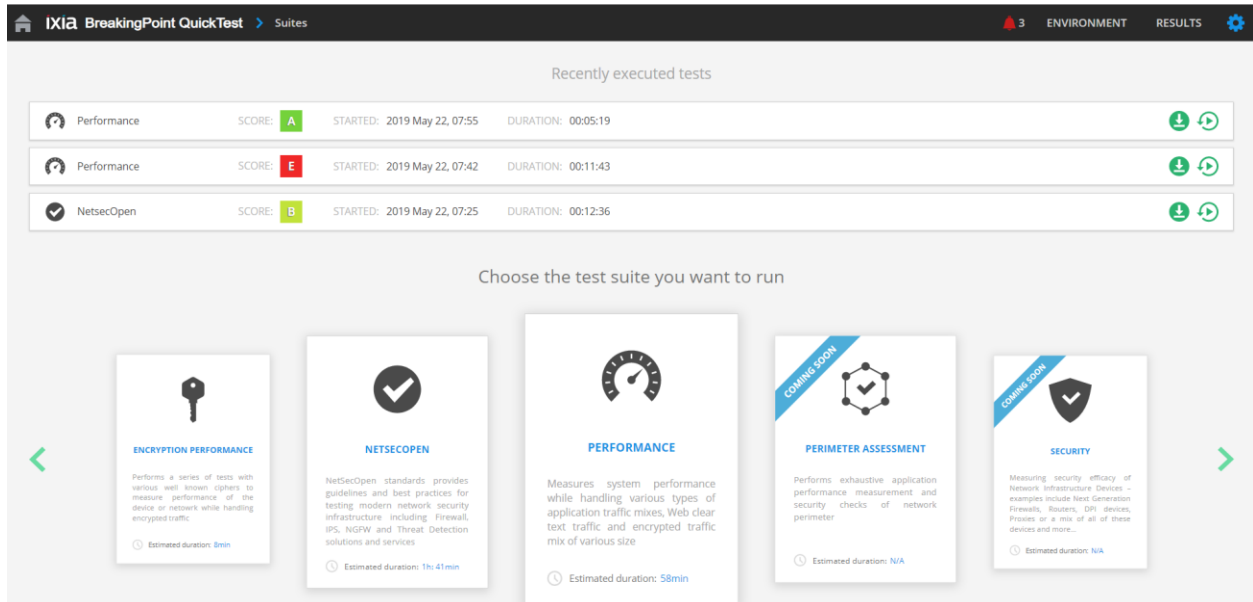 IXIA BreakingPoint QuickTest > Suites 3 ENVIRONMENT RESULTS
Recently executed tests
Performance SCORE: A STARTED: 2019 May 22, 07:55 DURATION: 00:05:19
Performance SCORE: E STARTED: 2019 May 22, 07:42 DURATION: 00:11:43
NetsecOpen SCORE: B STARTED: 2019 May 22, 07:25 DURATION: 00:12:36
Choose the test suite you want to run
ENCRYPTION PERFORMANCE
Performs a series of tests with
various well known ciphers to
measure performance of the
device or netowrk while handling
encrypted traffic
Estimated duration: 8min
NETSECOPEN
NetSecOpen standards provides
guidelines and best practices for
testing modern network security
infrastructure including Firewall,
IPS, NGFW and Threat Detection
solutions and services
Estimated duration: 1h: 41min
PERFORMANCE
Measures system performance
while handling various types of
application traffic mixes, Web clear
text traffic and encrypted traffic
mix of various size
Estimated duration: 58min
COMING SOON
PERIMETER ASSESSMENT
Performs exhaustive application
performance measurement and
security checks of network
perimeter
Estimated duration: N/A
COMING SOON
SECURITY
Measuring security efficacy of
Network Infrastructure Devices –
examples include Next Generation
Firewalls, Routers, DPI devices,
Proxies or a mix of all of these
devices and more...
Estimated duration: N/A